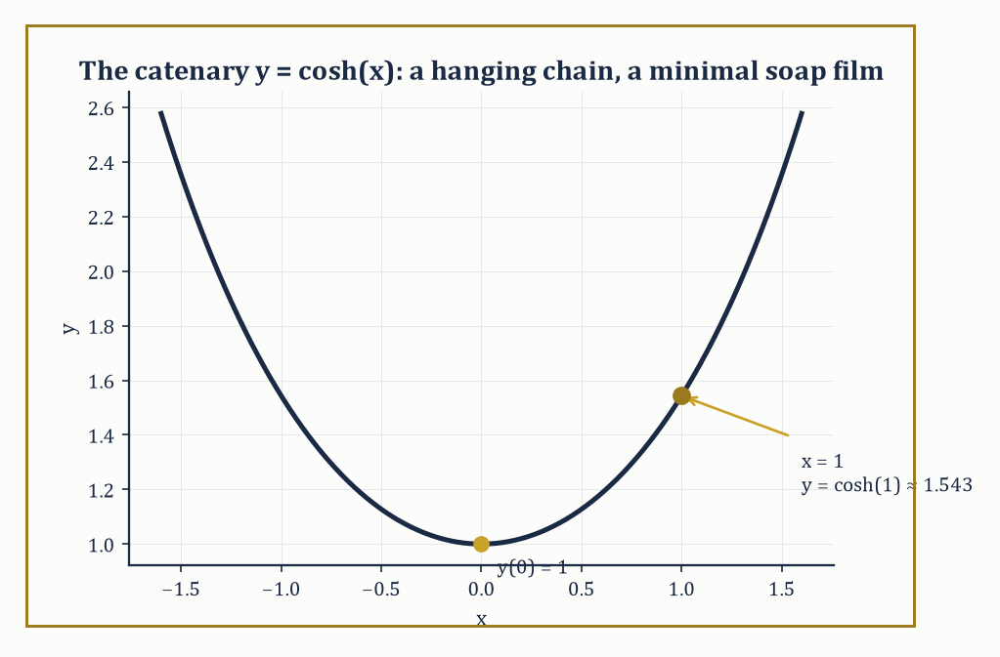 The catenary y = cosh(x): a hanging chain, a minimal soap film
2.6
2.4
2.2
2.0
1.8
1.6
1.4
1.2
1.0
y
x = 1
y = cosh(1) ≈ 1.543
y(0) = 1
−1.5 −1.0 −0.5 0.0 0.5 1.0 1.5
x